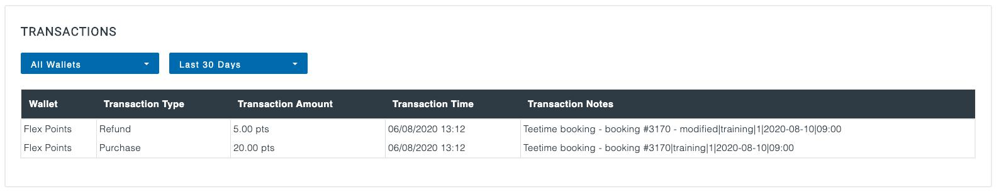 TRANSACTIONS
All Wallets Last 30 Days
Wallet Transaction Type Transaction Amount Transaction Time Transaction Notes
Flex Points Refund 5.00 pts 06/08/2020 13:12 Teetime booking - booking #3170 - modified|training|1|2020-08-10|09:00
Flex Points Purchase 20.00 pts 06/08/2020 13:12 Teetime booking - booking #3170|training|1|2020-08-10|09:00